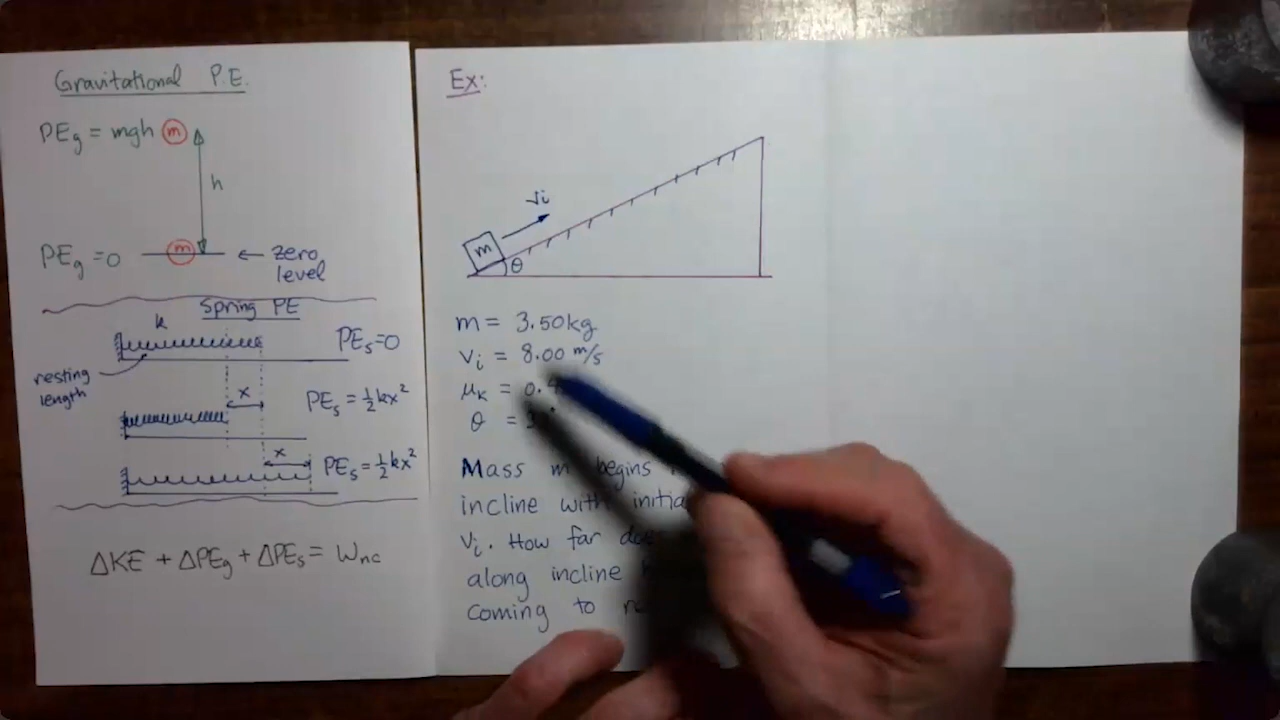 Gravitational P.E.
PEg = mgh m
h
PEg = 0 m ← zero level
Spring PE
k
PEs = 0
resting length
x
PEs = ½kx²
x
PEs = ½kx²
ΔKE + ΔPEg + ΔPEs = Wnc
Ex:
vi
m
θ
m = 3.50kg
vi = 8.00 m/s
μk = 0.
θ =
Mass m begins
incline with
vi. How far
along incline
coming to